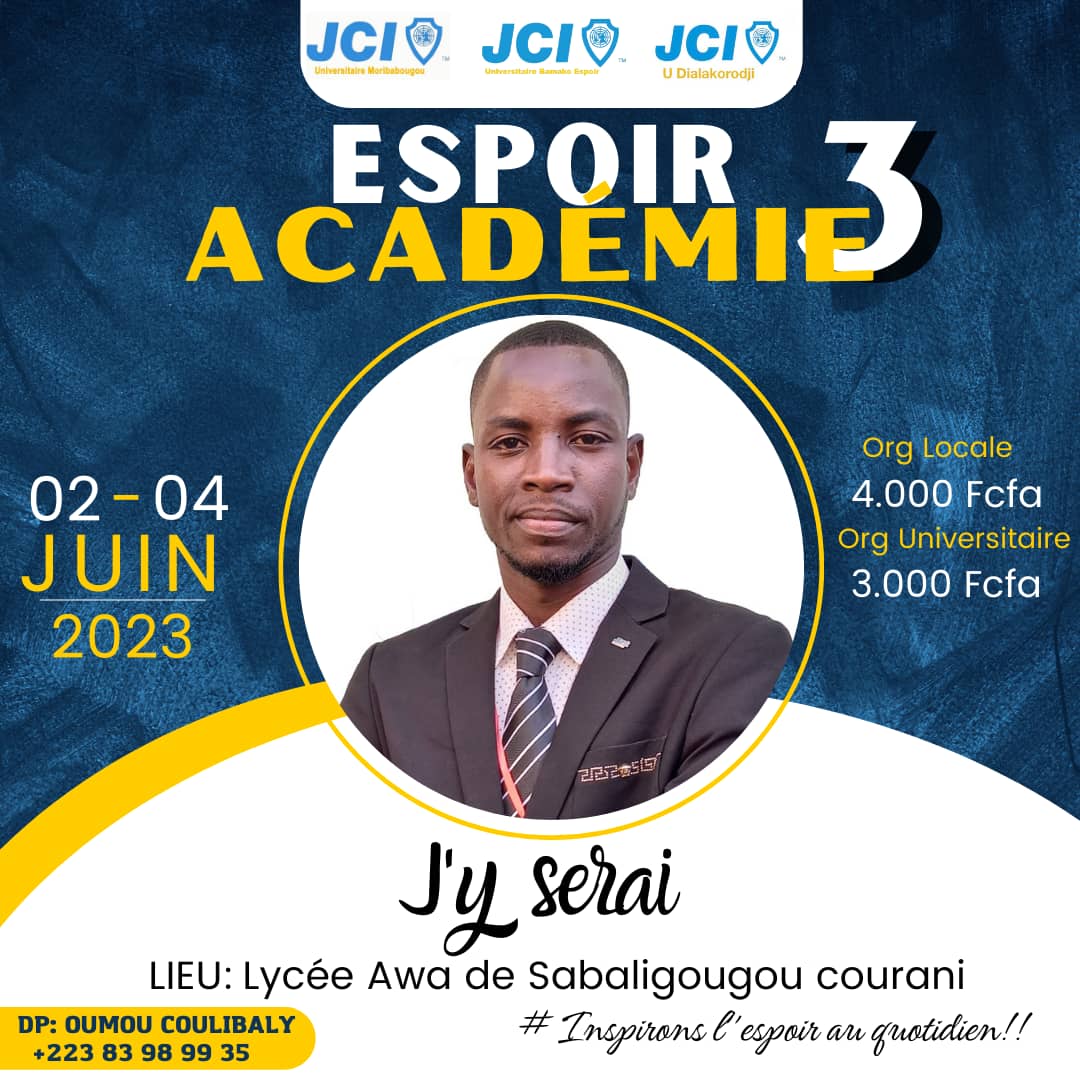 JCI
Universitaire Moribabougou
JCI
Universitaire Bamako Espoir
JCI
U Dialakorodji
ESPOIR 3
ACADÉMIE
02 - 04
JUIN
2023
Org Locale
4.000 Fcfa
Org Universitaire
3.000 Fcfa
J'y serai
LIEU: Lycée Awa de Sabaligougou courani
DP: OUMOU COULIBALY
+223 83 98 99 35
# Inspirons l'espoir au quotidien!!